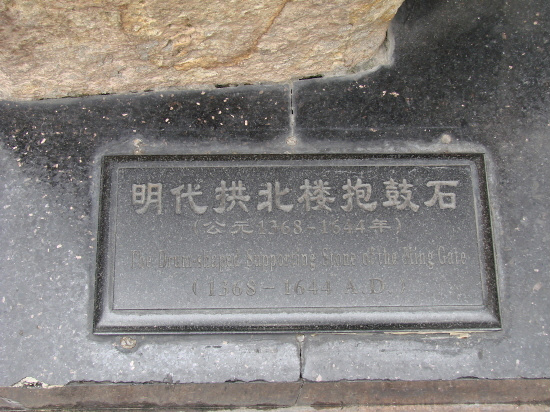 明代拱北楼抱鼓石
(公元1368-1644年)
The Drum-shaped Supporting Stone of the Ming Gate
(1368-1644 A.D.